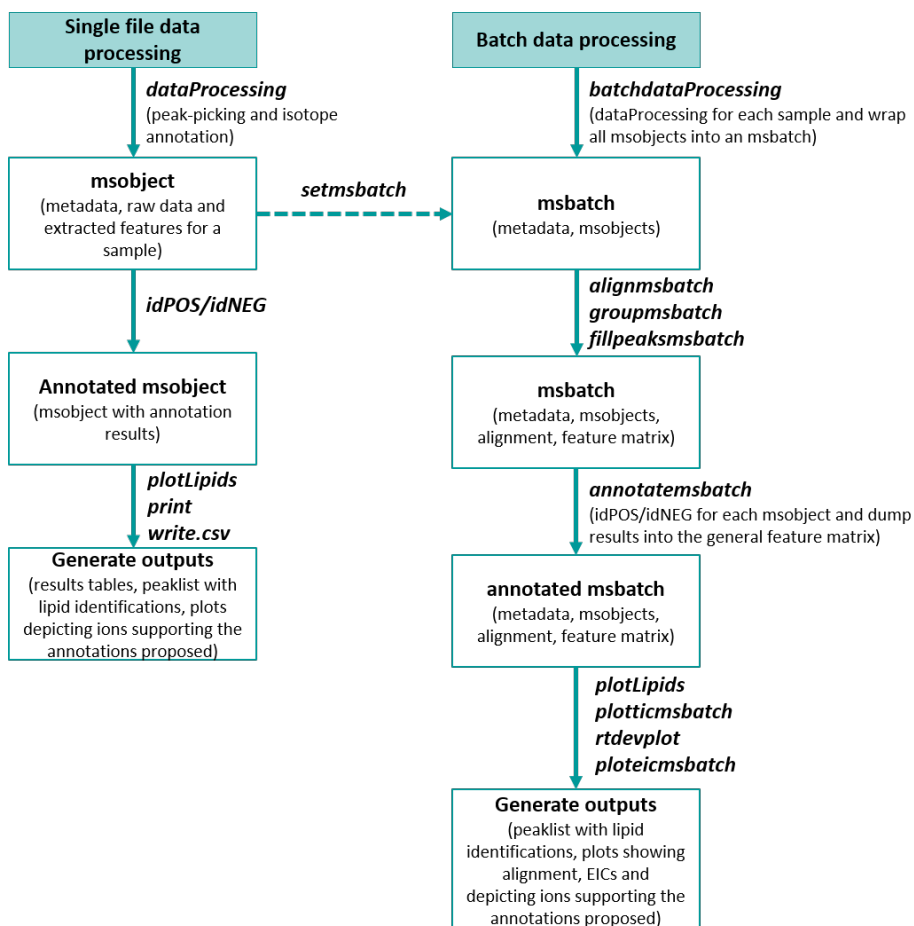 Single file data
processing
dataProcessing
(peak-picking and isotope
annotation)
msobject
(metadata, raw data and
extracted features for a
sample)
idPOS/idNEG
Annotated msobject
(msobject with annotation
results)
plotLipids
print
write.csv
Generate outputs
(results tables, peaklist with
lipid identifications, plots
depicting ions supporting the
annotations proposed)
setmsbatch
Batch data processing
batchdataProcessing
(dataProcessing for each sample and wrap
all msobjects into an msbatch)
msbatch
(metadata, msobjects)
alignmsbatch
groupmsbatch
fillpeaksmsbatch
msbatch
(metadata, msobjects,
alignment, feature matrix)
annotatemsbatch
(idPOS/idNEG for each msobject and dump
results into the general feature matrix)
annotated msbatch
(metadata, msobjects,
alignment, feature matrix)
plotLipids
plotticmsbatch
rtdevplot
ploteicmsbatch
Generate outputs
(peaklist with lipid
identifications, plots showing
alignment, EICs and
depicting ions supporting the
annotations proposed)